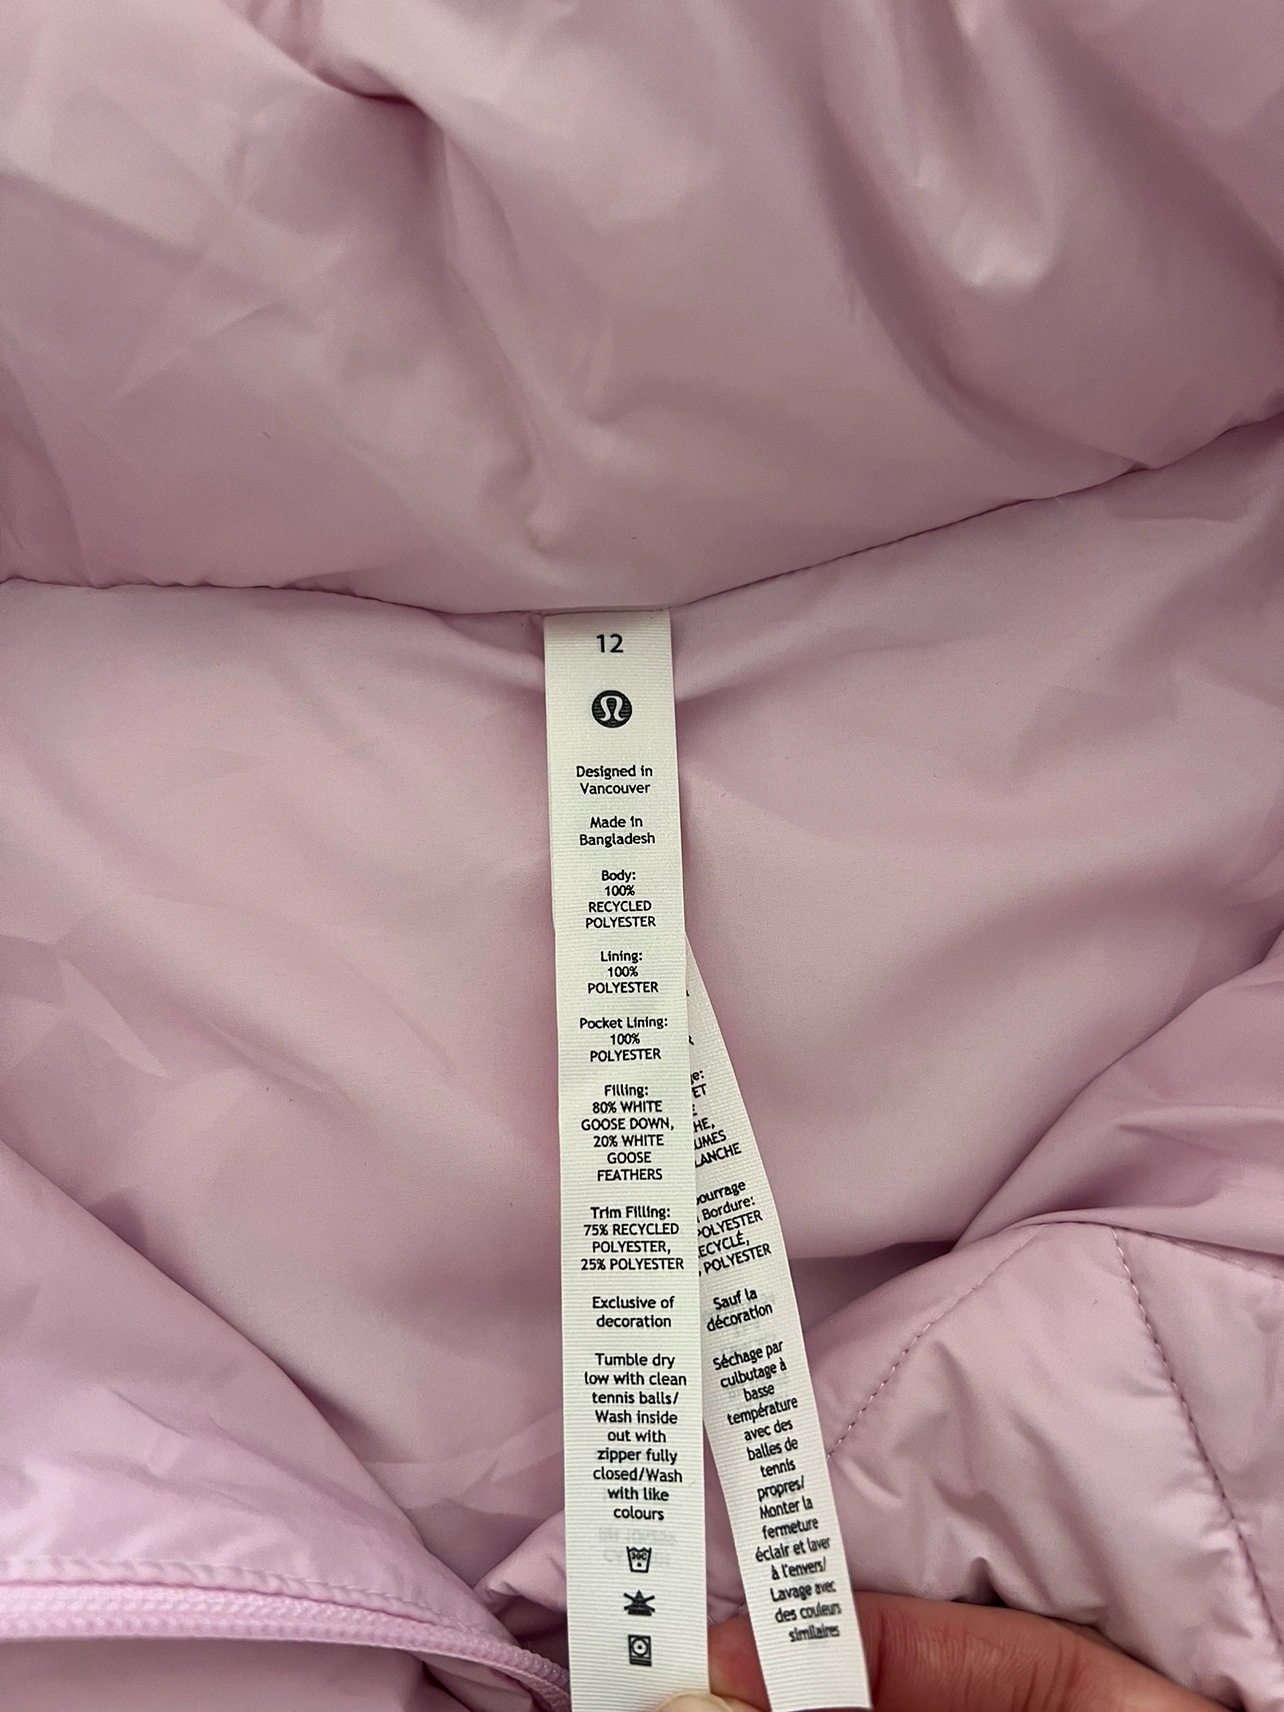 12
Designed in
Vancouver
Made in
Bangladesh
Body:
100%
RECYCLED
POLYESTER
Lining:
100%
POLYESTER
Pocket Lining:
100%
POLYESTER
Filling:
80% WHITE
GOOSE DOWN,
20% WHITE
GOOSE
FEATHERS
Trim Filling:
75% RECYCLED
POLYESTER,
25% POLYESTER
Exclusive of
decoration
Tumble dry
low with clean
tennis balls/
Wash inside
out with
zipper fully
closed/Wash
with like
colours
30C
Bordure:
POLYESTER
, POLYESTER
Sauf la
décoration
Séchage par
culbutage à
basse
température
avec des
balles de
tennis
propres/
Monter la
fermeture
éclair et laver
à l'envers/
Lavage avec
des couleurs
similaires